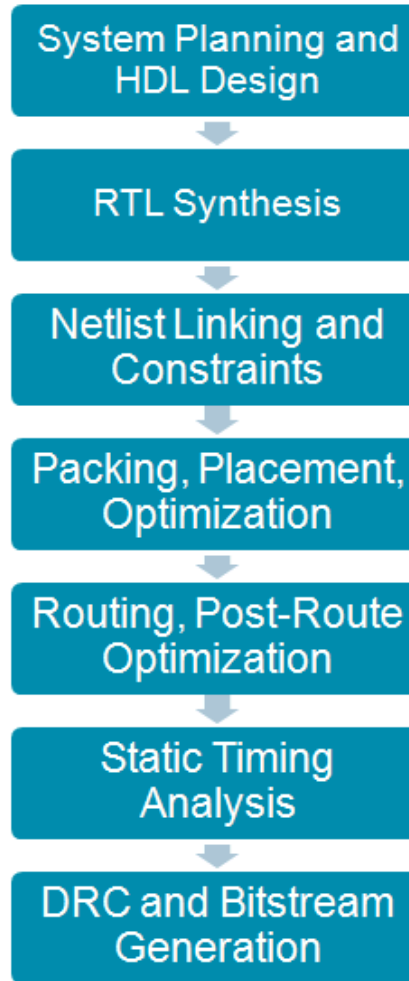 System Planning and
HDL Design
RTL Synthesis
Netlist Linking and
Constraints
Packing, Placement,
Optimization
Routing, Post-Route
Optimization
Static Timing
Analysis
DRC and Bitstream
Generation